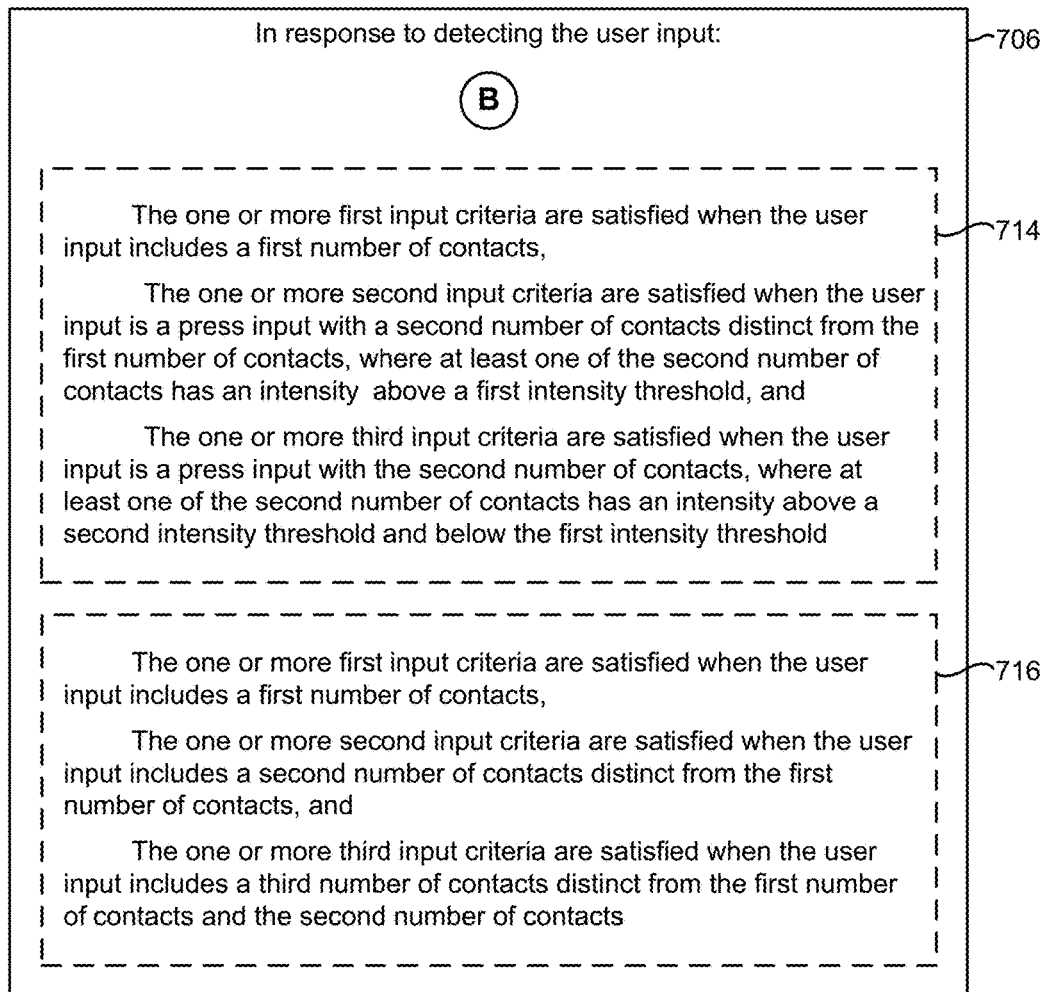 In response to detecting the user input:
706
B
The one or more first input criteria are satisfied when the user
input includes a first number of contacts,
714
The one or more second input criteria are satisfied when the user
input is a press input with a second number of contacts distinct from the
first number of contacts, where at least one of the second number of
contacts has an intensity above a first intensity threshold, and
The one or more third input criteria are satisfied when the user
input is a press input with the second number of contacts, where at
least one of the second number of contacts has an intensity above a
second intensity threshold and below the first intensity threshold
The one or more first input criteria are satisfied when the user
input includes a first number of contacts,
716
The one or more second input criteria are satisfied when the user
input includes a second number of contacts distinct from the first
number of contacts, and
The one or more third input criteria are satisfied when the user
input includes a third number of contacts distinct from the first number
of contacts and the second number of contacts